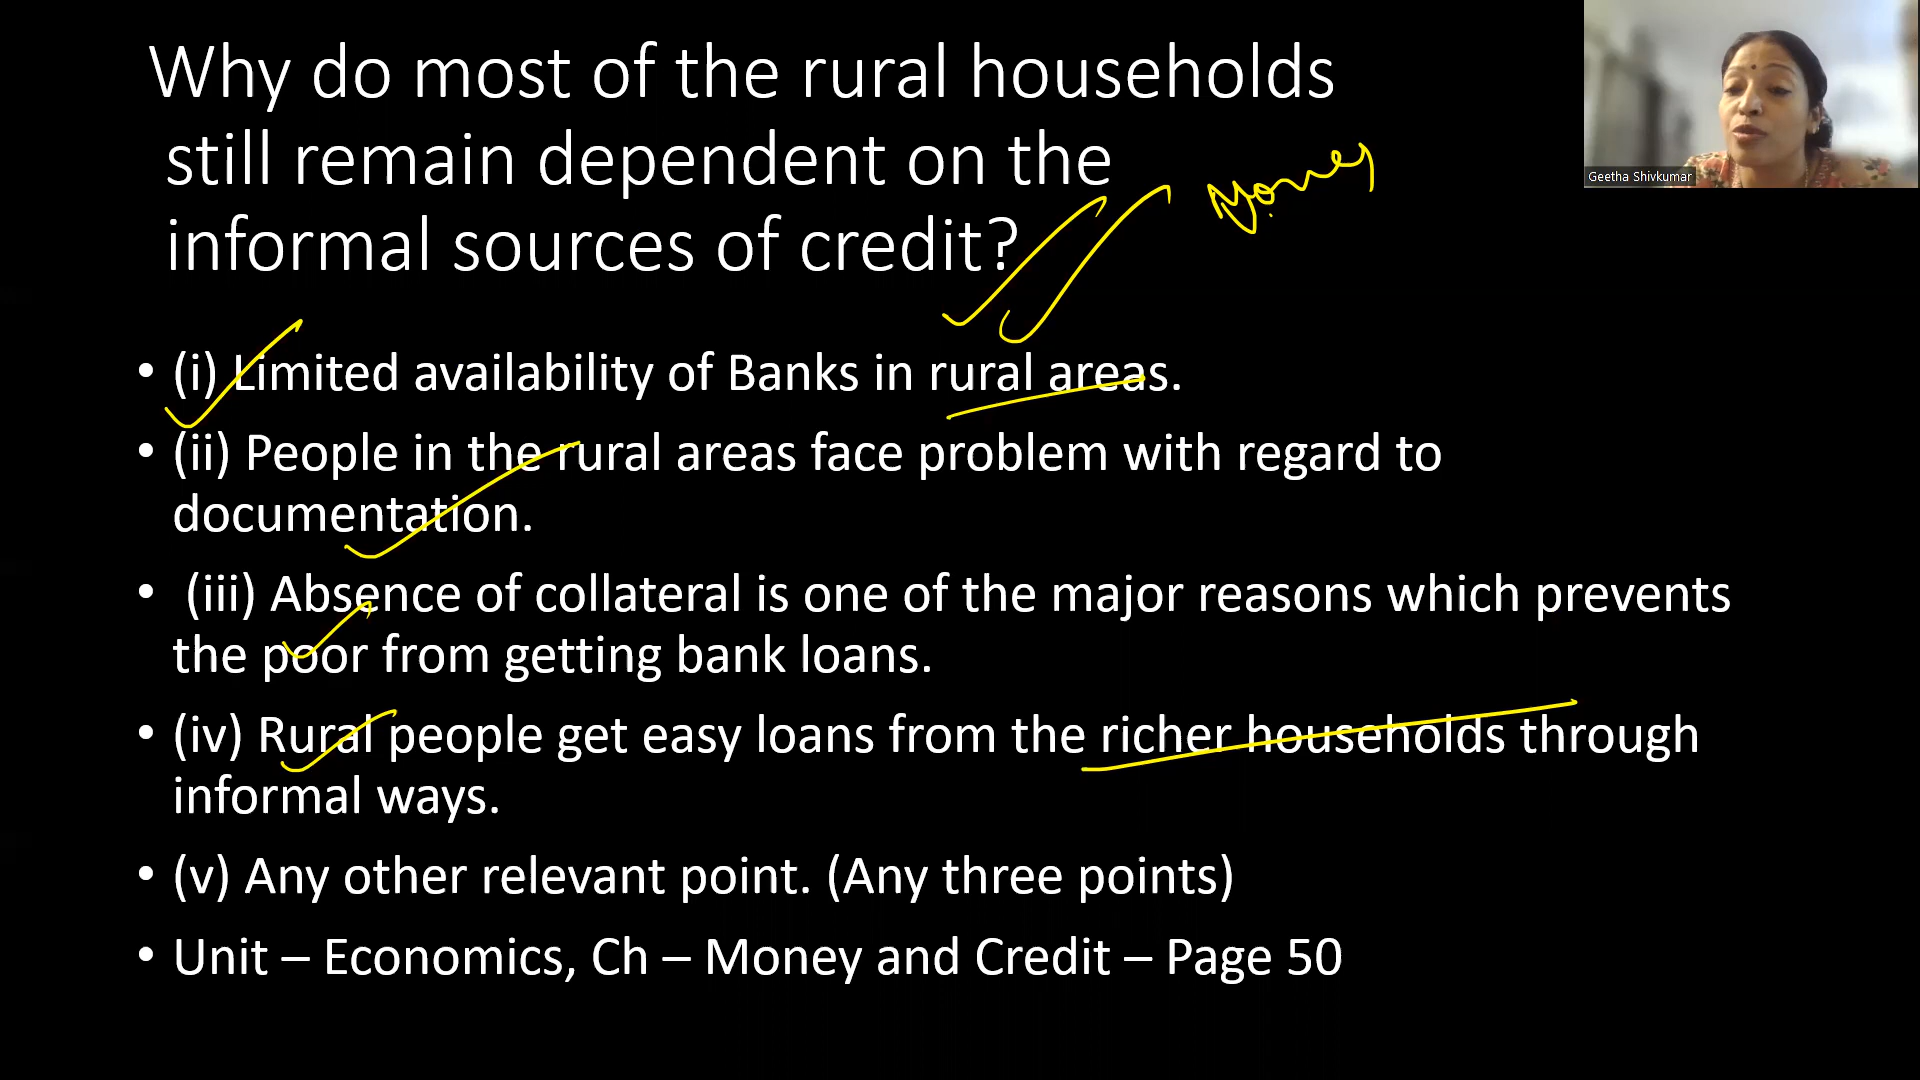 Why do most of the rural households
still remain dependent on the
informal sources of credit?
Money
Geetha Shivkumar
• (i) Limited availability of Banks in rural areas.
• (ii) People in the rural areas face problem with regard to
documentation.
• (iii) Absence of collateral is one of the major reasons which prevents
the poor from getting bank loans.
• (iv) Rural people get easy loans from the richer households through
informal ways.
• (v) Any other relevant point. (Any three points)
• Unit – Economics, Ch – Money and Credit – Page 50